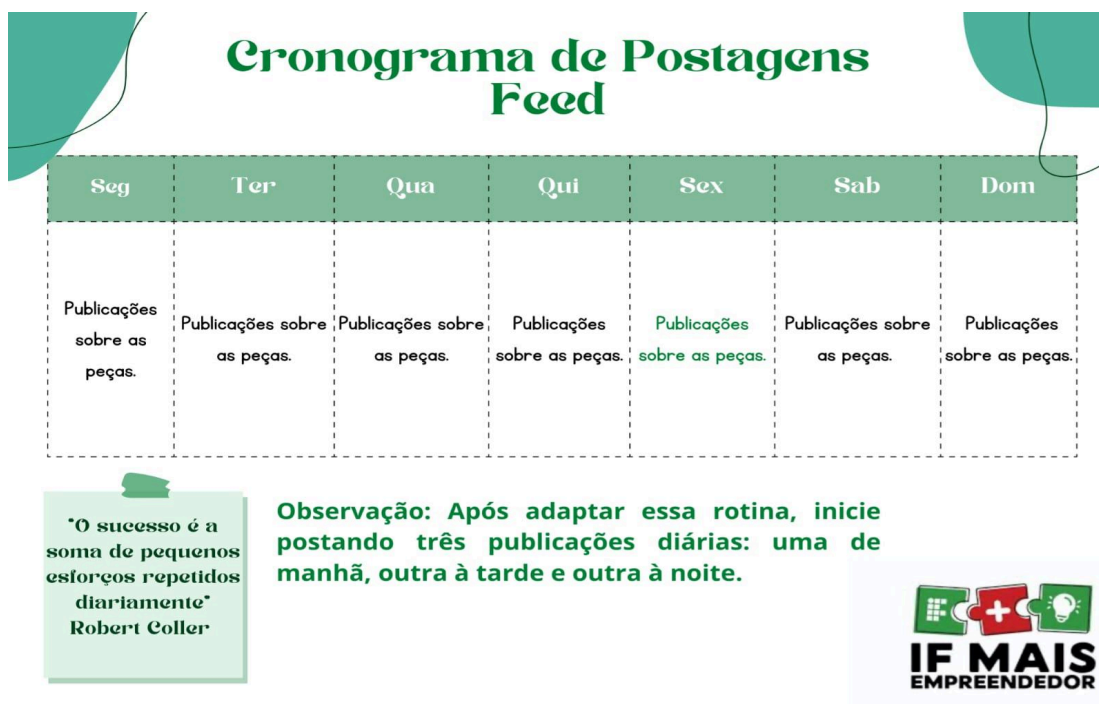 Cronograma de Postagens
Feed
Seg
Ter
Qua
Qui
Sex
Sab
Dom
Publicações
sobre as
peças.
Publicações sobre
as peças.
Publicações sobre
as peças.
Publicações
sobre as peças.
Publicações
sobre as peças.
Publicações sobre
as peças.
Publicações
sobre as peças.
"O sucesso é a
soma de pequenos
esforços repetidos
diariamente"
Robert Coller
Observação: Após adaptar essa rotina, inicie
postando três publicações diárias: uma de
manhã, outra à tarde e outra à noite.
IF MAIS
EMPREENDEDOR